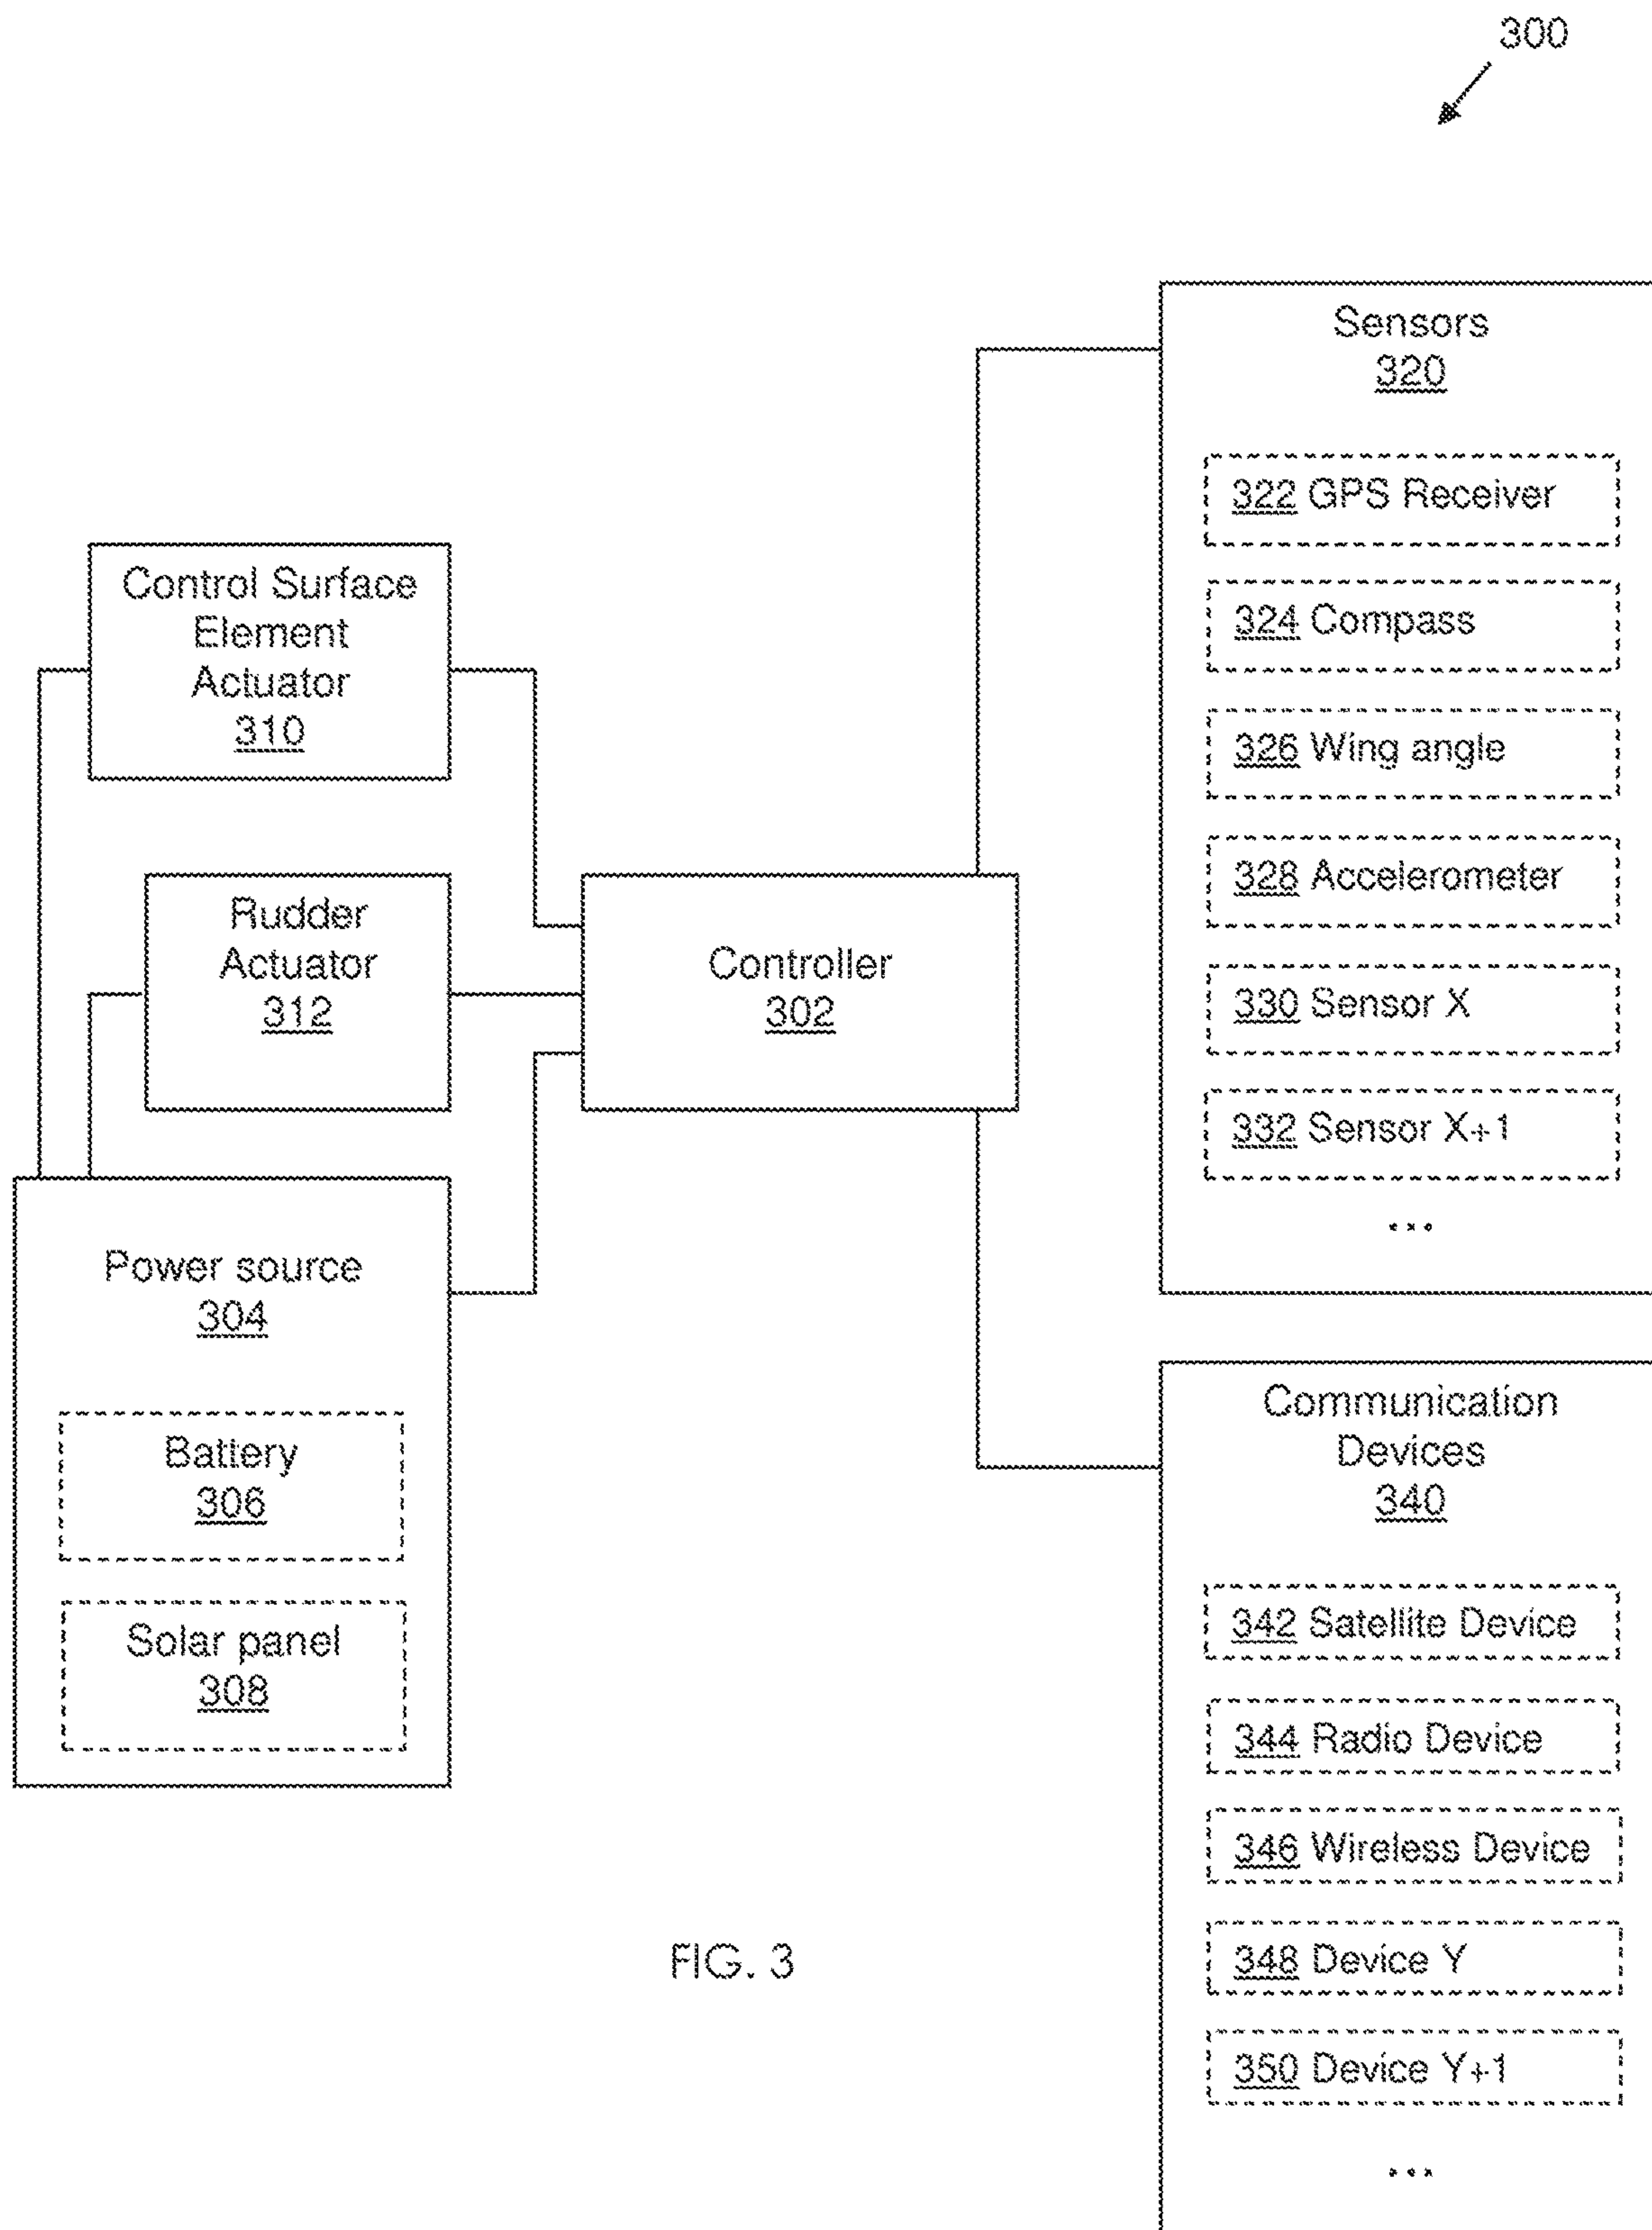 300
Sensors
320
322 GPS Receiver
324 Compass
326 Wing angle
328 Accelerometer
330 Sensor X
332 Sensor X+1
...
Control Surface
Element
Actuator
310
Rudder
Actuator
312
Controller
302
Power source
304
Battery
306
Solar panel
308
Communication
Devices
340
342 Satellite Device
344 Radio Device
346 Wireless Device
348 Device Y
350 Device Y+1
...
FIG. 3